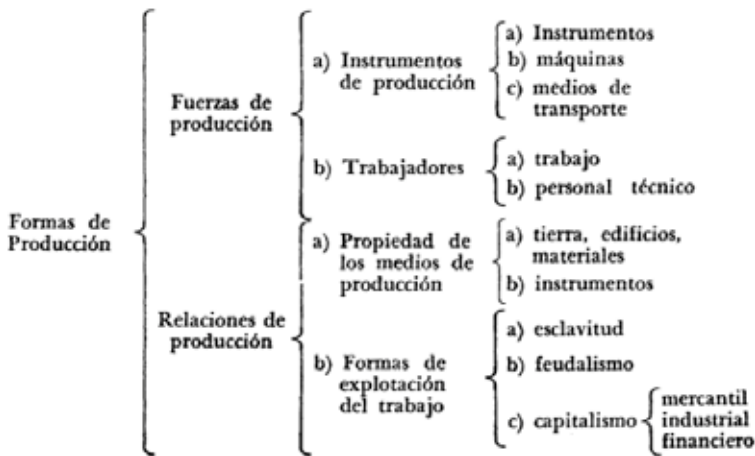 Formas de
Producción
Fuerzas de
producción
a) Instrumentos
de producción
a) Instrumentos
b) máquinas
c) medios de
transporte
b) Trabajadores
a) trabajo
b) personal técnico
Relaciones de
producción
a) Propiedad de
los medios de
producción
a) tierra, edificios,
materiales
b) instrumentos
b) Formas de
explotación
del trabajo
a) esclavitud
b) feudalismo
c) capitalismo
mercantil
industrial
financiero